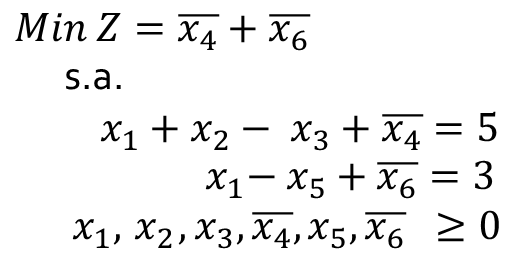 Min Z = x̅₄ + x̅₆
s.a.
x₁ + x₂ − x₃ + x̅₄ = 5
x₁− x₅ + x̅₆ = 3
x₁, x₂, x₃, x̅₄, x₅, x̅₆ ≥ 0